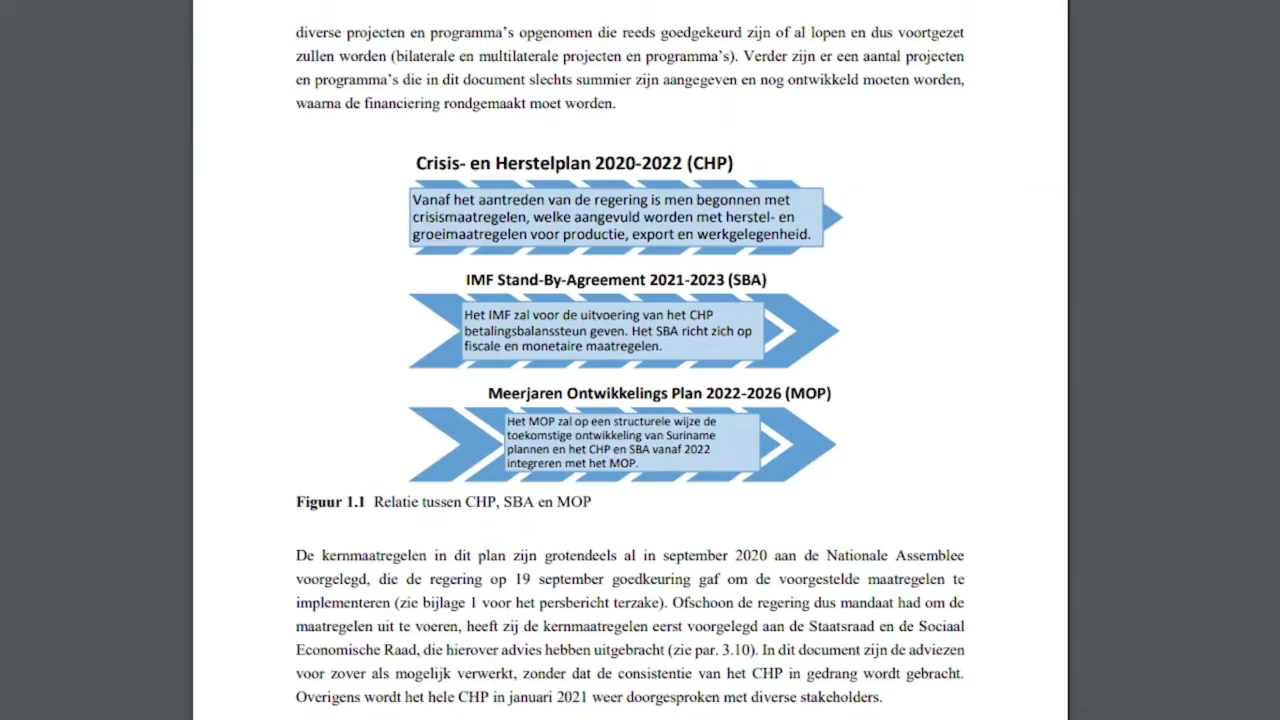 diverse projecten en programma’s opgenomen die reeds goedgekeurd zijn of al lopen en dus voortgezet
zullen worden (bilaterale en multilaterale projecten en programma’s). Verder zijn er een aantal projecten
en programma’s die in dit document slechts summier zijn aangegeven en nog ontwikkeld moeten worden,
waarna de financiering rondgemaakt moet worden.
Crisis- en Herstelplan 2020-2022 (CHP)
Vanaf het aantreden van de regering is men begonnen met
crisismaatregelen, welke aangevuld worden met herstel- en
groeimaatregelen voor productie, export en werkgelegenheid.
IMF Stand-By-Agreement 2021-2023 (SBA)
Het IMF zal voor de uitvoering van het CHP
betalingsbalanssteun geven. Het SBA richt zich op
fiscale en monetaire maatregelen.
Meerjaren Ontwikkelings Plan 2022-2026 (MOP)
Het MOP zal op een structurele wijze de
toekomstige ontwikkeling van Suriname
plannen en het CHP en SBA vanaf 2022
integreren met het MOP.
Figuur 1.1 Relatie tussen CHP, SBA en MOP
De kernmaatregelen in dit plan zijn grotendeels al in september 2020 aan de Nationale Assemblee
voorgelegd, die de regering op 19 september goedkeuring gaf om de voorgestelde maatregelen te
implementeren (zie bijlage 1 voor het persbericht terzake). Ofschoon de regering dus mandaat had om de
maatregelen uit te voeren, heeft zij de kernmaatregelen eerst voorgelegd aan de Staatsraad en de Sociaal
Economische Raad, die hierover advies hebben uitgebracht (zie par. 3.10). In dit document zijn de adviezen
voor zover als mogelijk verwerkt, zonder dat de consistentie van het CHP in gedrang wordt gebracht.
Overigens wordt het hele CHP in januari 2021 weer doorgesproken met diverse stakeholders.